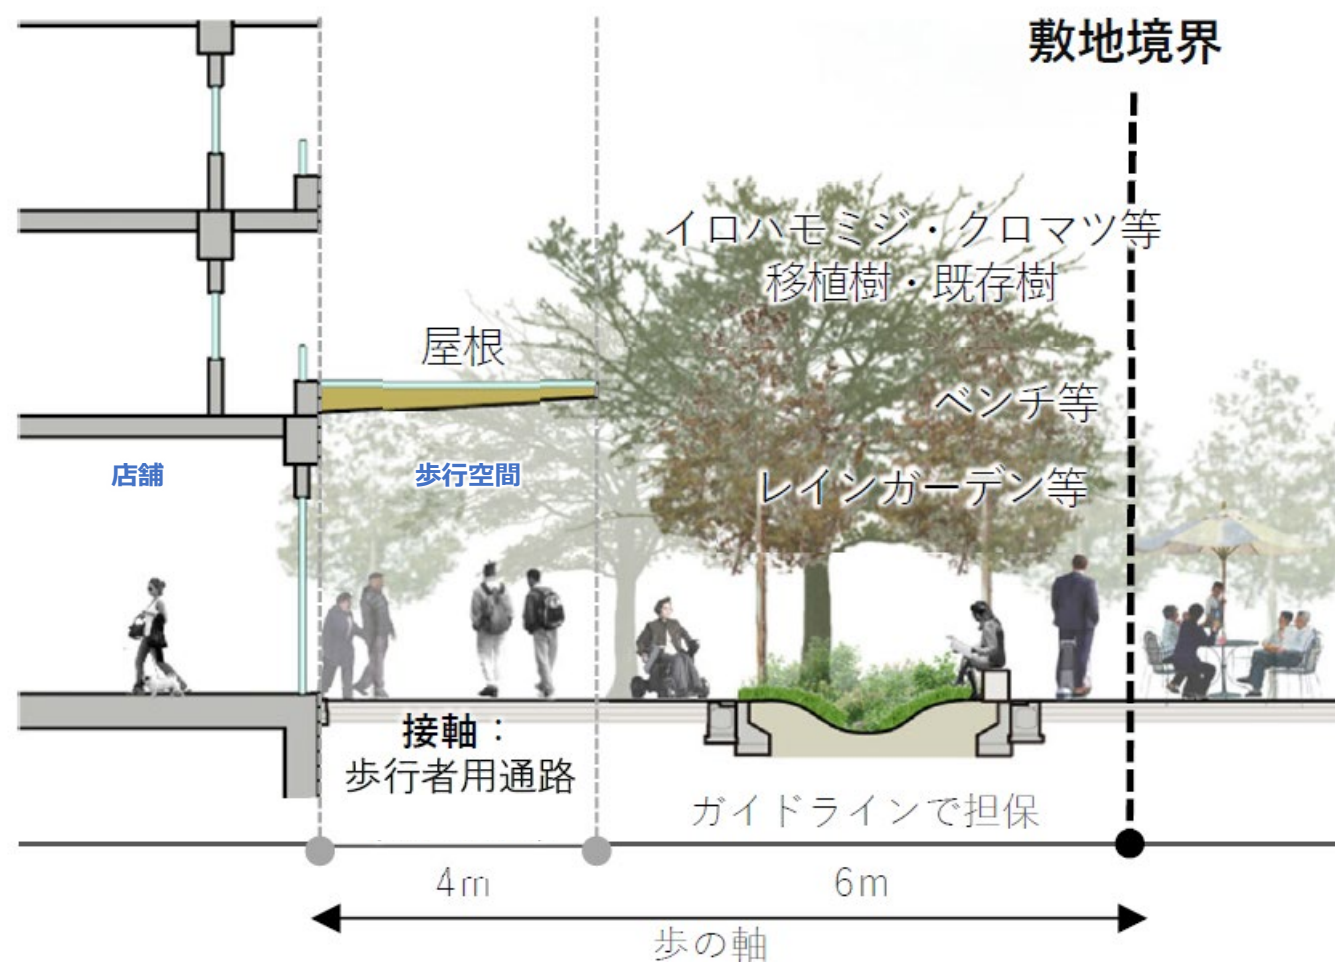 敷地境界
イロハモミジ・クロマツ等
移植樹・既存樹
屋根
ベンチ等
店舗
歩行空間
レインガーデン等
接軸：
歩行者用通路
ガイドラインで担保
4m
6m
歩の軸